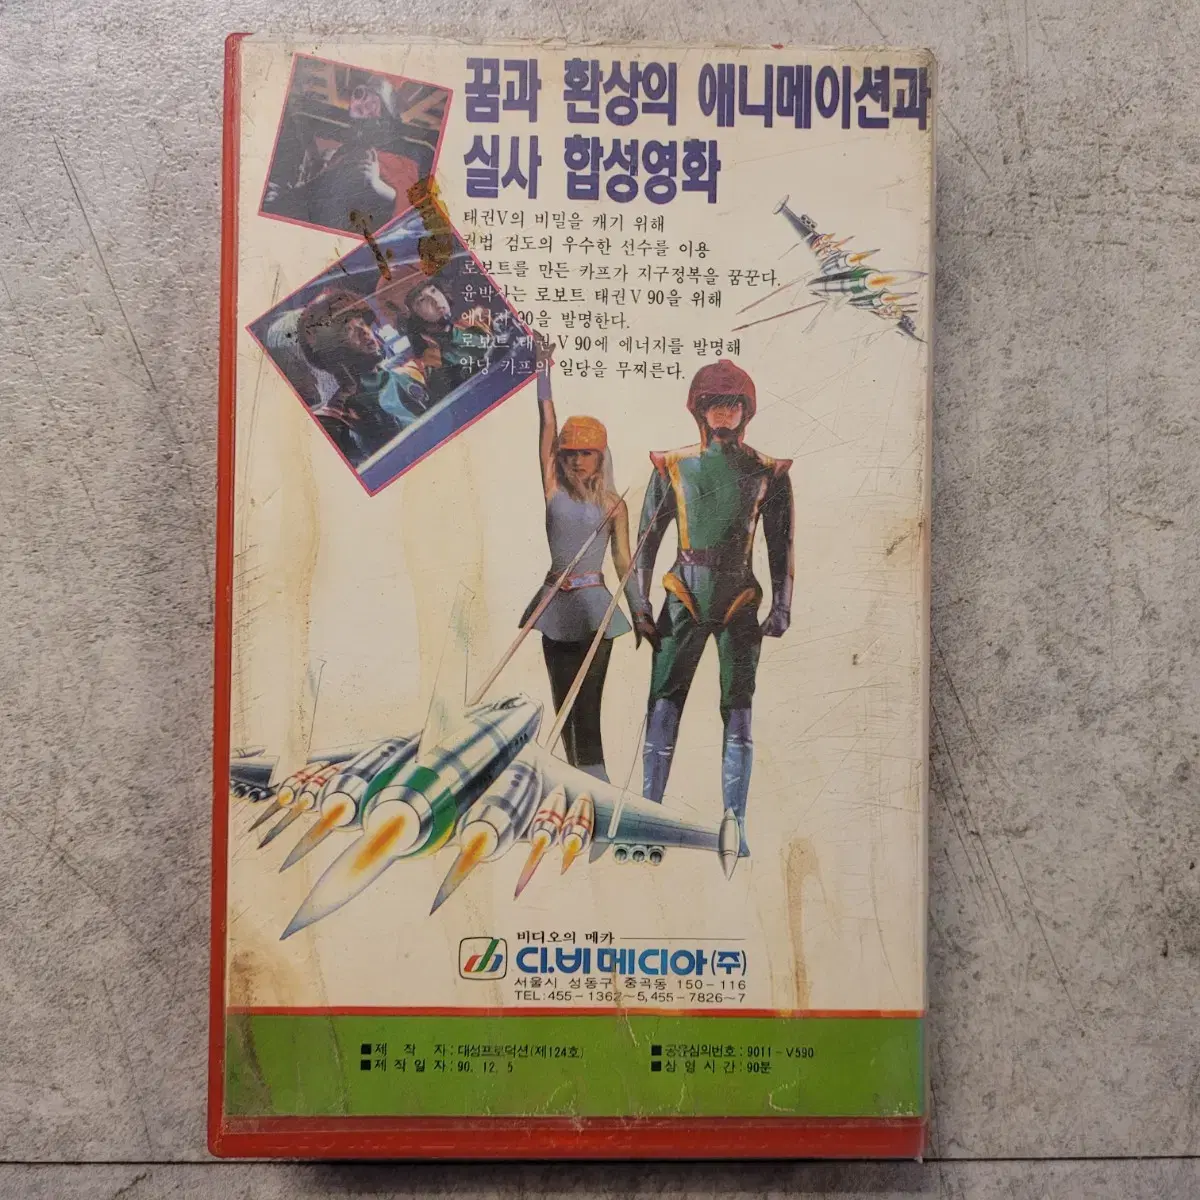 꿈과 환상의 애니메이션과
실사 합성영화
태권V의 비밀을 캐기 위해
권법 검도의 우수한 선수를 이용
로보트를 만든 카프가 지구정복을 꿈꾼다.
윤박사는 로보트 태권V 90을 위해
에너지 90을 발명한다.
로보트 태권V 90에 에너지를 발명해
악당 카프의 일당을 무찌른다.
비디오의 메카
디.비메디아(주)
서울시 성동구 중곡동 150-116
TEL:455-1362~5,455-7826~7
■제 작 자:대성프로덕션(제124호)
■제작일자:90. 12. 5
■공윤심의번호:9011-V590
■상영시간:90분